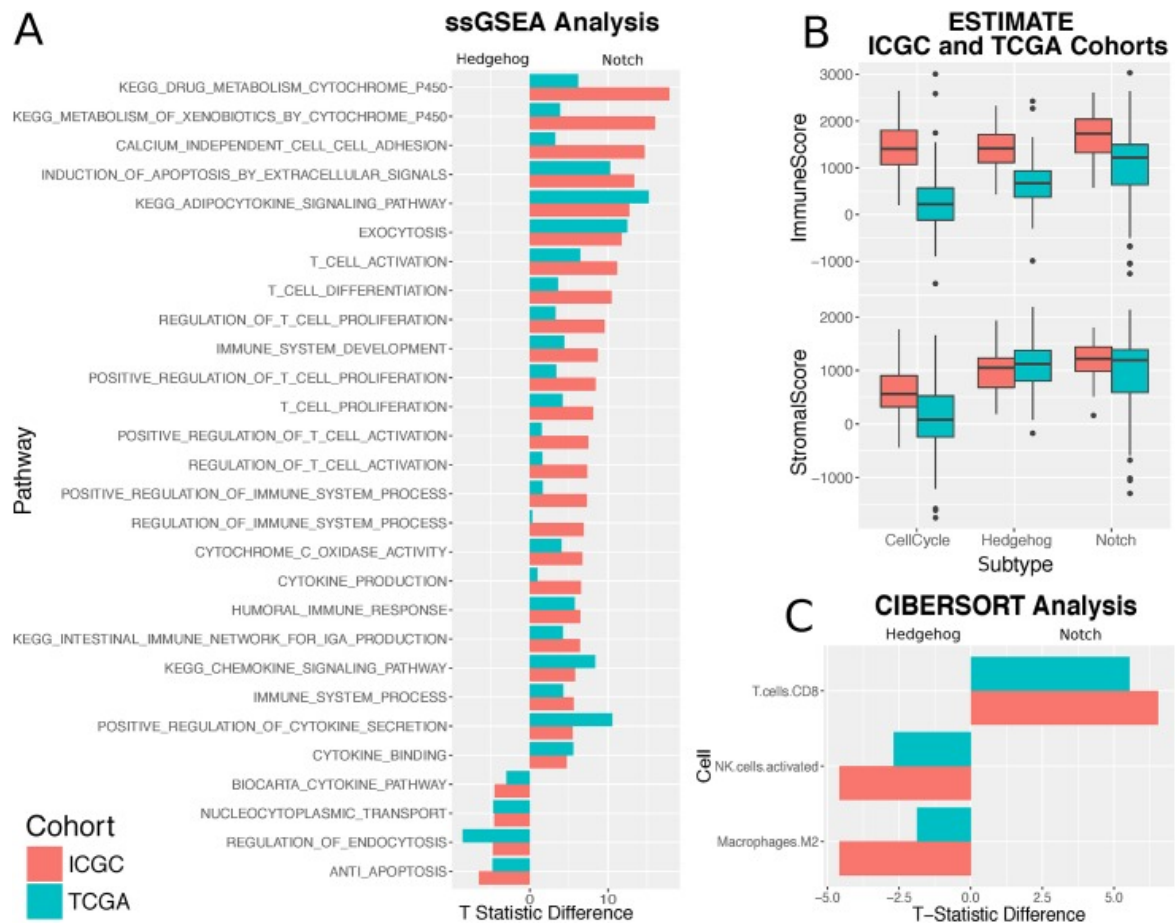 A
ssGSEA Analysis
Hedgehog Notch
KEGG_DRUG_METABOLISM_CYTOCHROME_P450
KEGG_METABOLISM_OF_XENOBIOTICS_BY_CYTOCHROME_P450
CALCIUM_INDEPENDENT_CELL_CELL_ADHESION
INDUCTION_OF_APOPTOSIS_BY_EXTRACELLULAR_SIGNALS
KEGG_ADIPOCYTOKINE_SIGNALING_PATHWAY
EXOCYTOSIS
T_CELL_ACTIVATION
T_CELL_DIFFERENTIATION
REGULATION_OF_T_CELL_PROLIFERATION
IMMUNE_SYSTEM_DEVELOPMENT
POSITIVE_REGULATION_OF_T_CELL_PROLIFERATION
T_CELL_PROLIFERATION
POSITIVE_REGULATION_OF_T_CELL_ACTIVATION
REGULATION_OF_T_CELL_ACTIVATION
POSITIVE_REGULATION_OF_IMMUNE_SYSTEM_PROCESS
REGULATION_OF_IMMUNE_SYSTEM_PROCESS
CYTOCHROME_C_OXIDASE_ACTIVITY
CYTOKINE_PRODUCTION
HUMORAL_IMMUNE_RESPONSE
KEGG_INTESTINAL_IMMUNE_NETWORK_FOR_IGA_PRODUCTION
KEGG_CHEMOKINE_SIGNALING_PATHWAY
IMMUNE_SYSTEM_PROCESS
POSITIVE_REGULATION_OF_CYTOKINE_SECRETION
CYTOKINE_BINDING
BIOCARTA_CYTOKINE_PATHWAY
NUCLEOCYTOPLASMIC_TRANSPORT
REGULATION_OF_ENDOCYTOSIS
ANTI_APOPTOSIS
Pathway
0 10
T Statistic Difference
Cohort
ICGC
TCGA
B
ESTIMATE
ICGC and TCGA Cohorts
3000
2000
1000
0
−1000
ImmuneScore
2000
1000
0
−1000
StromalScore
CellCycle Hedgehog Notch
Subtype
C
CIBERSORT Analysis
Hedgehog Notch
T.cells.CD8
NK.cells.activated
Macrophages.M2
Cell
−5.0 −2.5 0.0 2.5 5.0
T−Statistic Difference